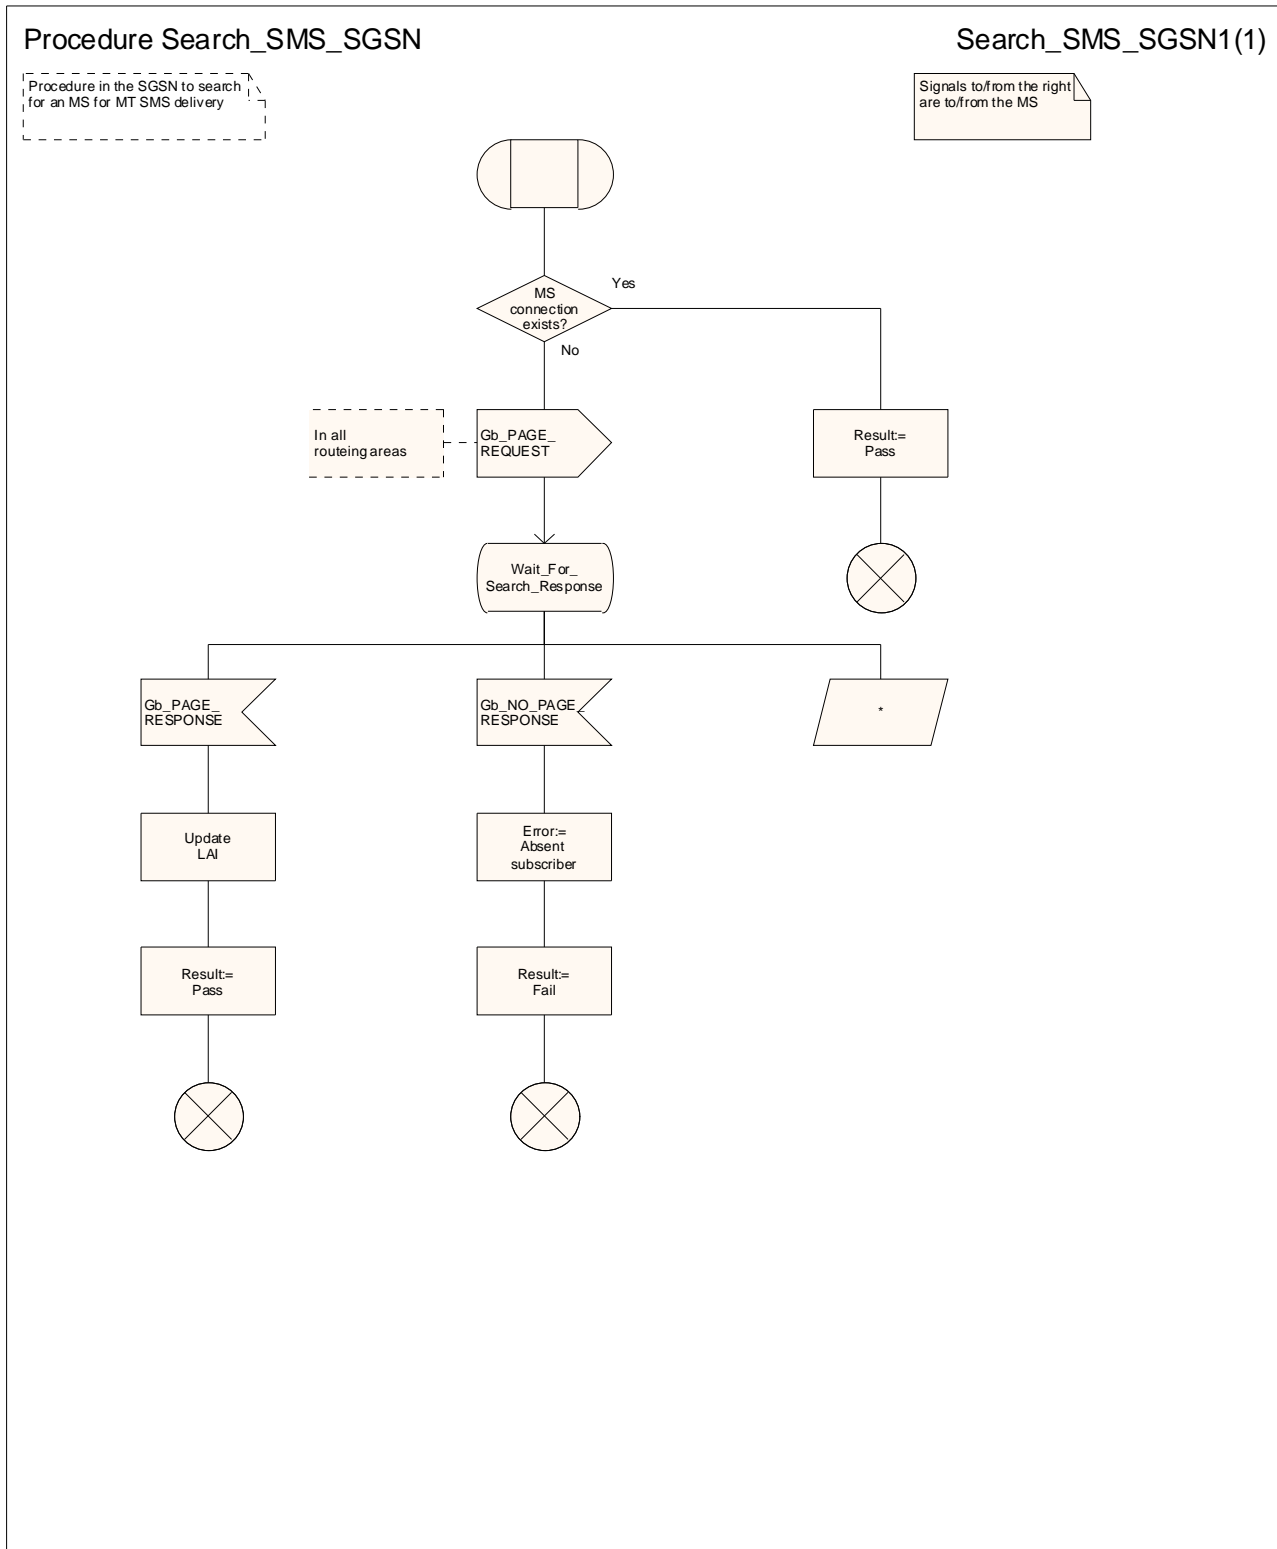 Procedure Search_SMS_SGSN
Search_SMS_SGSN1(1)
Procedure in the SGSN to search
for an MS for MT SMS delivery
Signals to/from the right
are to/from the MS
MS
connection
exists?
Yes
No
In all
routeing areas
Gb_PAGE_
REQUEST
Result:=
Pass
Wait_For_
Search_Response
Gb_PAGE_
RESPONSE
Gb_NO_PAGE_
RESPONSE
*
Update
LAI
Error:=
Absent
subscriber
Result:=
Pass
Result:=
Fail